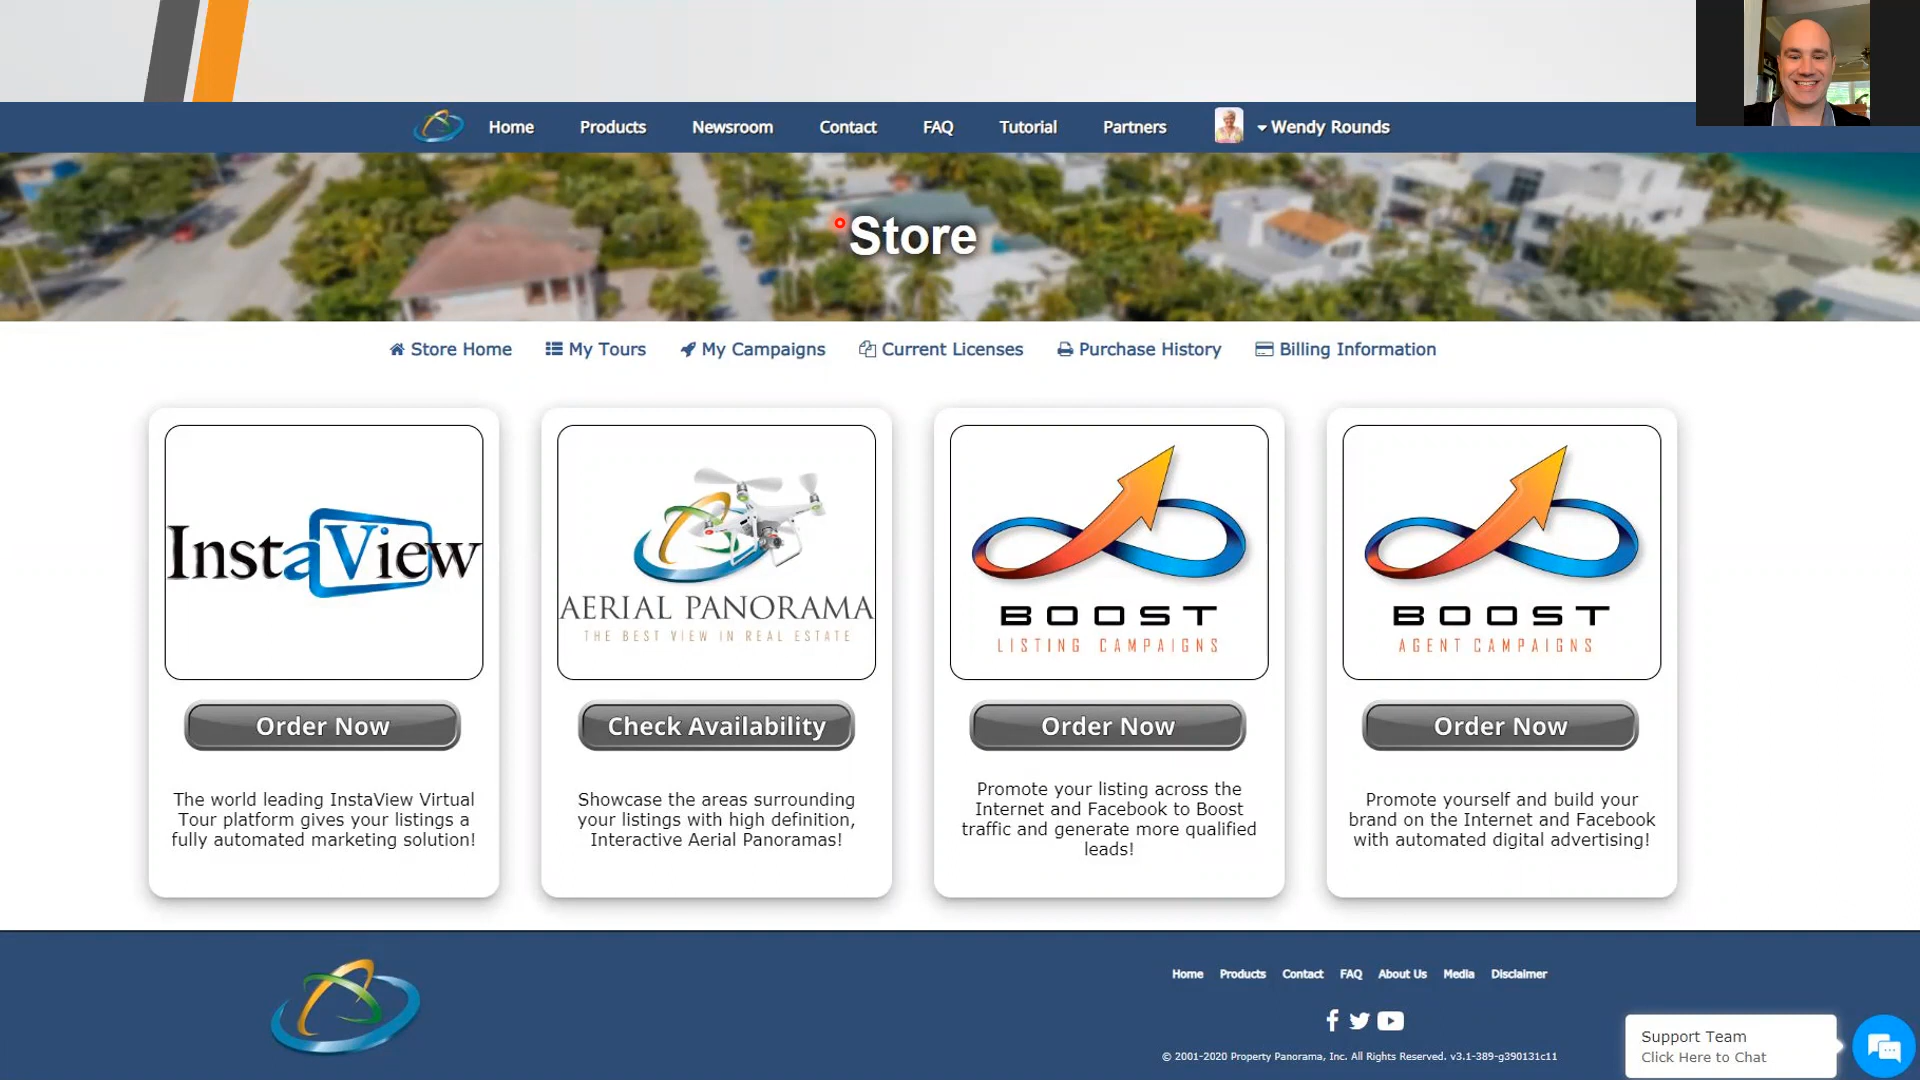 Home Products Newsroom Contact FAQ Tutorial Partners Wendy Rounds
Store
Store Home My Tours My Campaigns Current Licenses Purchase History Billing Information
InstaView
Order Now
The world leading InstaView Virtual
Tour platform gives your listings a
fully automated marketing solution!
AERIAL PANORAMA
THE BEST VIEW IN REAL ESTATE
Check Availability
Showcase the areas surrounding
your listings with high definition,
Interactive Aerial Panoramas!
BOOST
LISTING CAMPAIGNS
Order Now
Promote your listing across the
Internet and Facebook to Boost
traffic and generate more qualified
leads!
BOOST
AGENT CAMPAIGNS
Order Now
Promote yourself and build your
brand on the Internet and Facebook
with automated digital advertising!
Home Products Contact FAQ About Us Media Disclaimer
© 2001-2020 Property Panorama, Inc. All Rights Reserved. v3.1-389-g390131c11
Support Team
Click Here to Chat